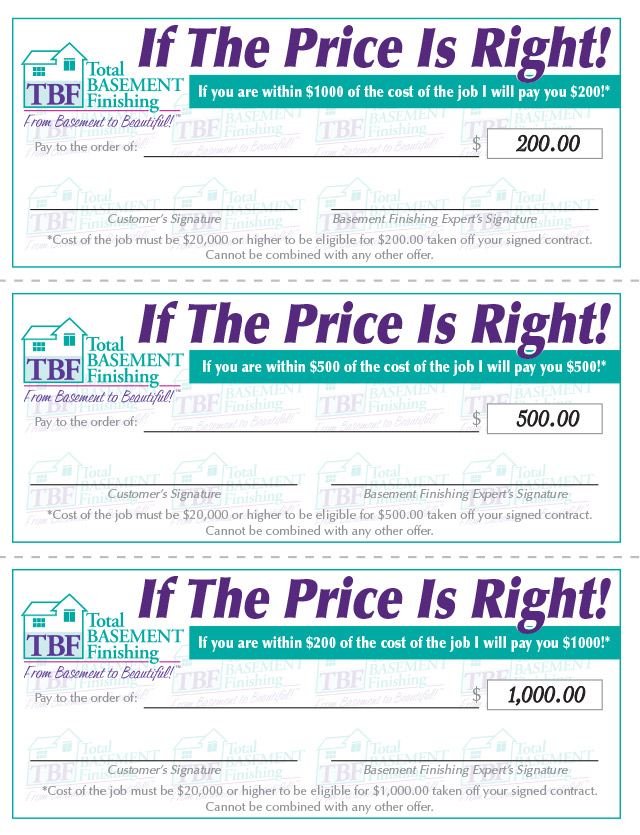 If The Price Is Right!
Total
BASEMENT
Finishing
TBF
From Basement to Beautiful!™
If you are within $1000 of the cost of the job I will pay you $200!*
Pay to the order of:
$ 200.00
Customer's Signature
Basement Finishing Expert's Signature
*Cost of the job must be $20,000 or higher to be eligible for $200.00 taken off your signed contract.
Cannot be combined with any other offer.
If The Price Is Right!
Total
BASEMENT
Finishing
TBF
From Basement to Beautiful!™
If you are within $500 of the cost of the job I will pay you $500!*
Pay to the order of:
$ 500.00
Customer's Signature
Basement Finishing Expert's Signature
*Cost of the job must be $20,000 or higher to be eligible for $500.00 taken off your signed contract.
Cannot be combined with any other offer.
If The Price Is Right!
Total
BASEMENT
Finishing
TBF
From Basement to Beautiful!™
If you are within $200 of the cost of the job I will pay you $1000!*
Pay to the order of:
$ 1,000.00
Customer's Signature
Basement Finishing Expert's Signature
*Cost of the job must be $20,000 or higher to be eligible for $1,000.00 taken off your signed contract.
Cannot be combined with any other offer.